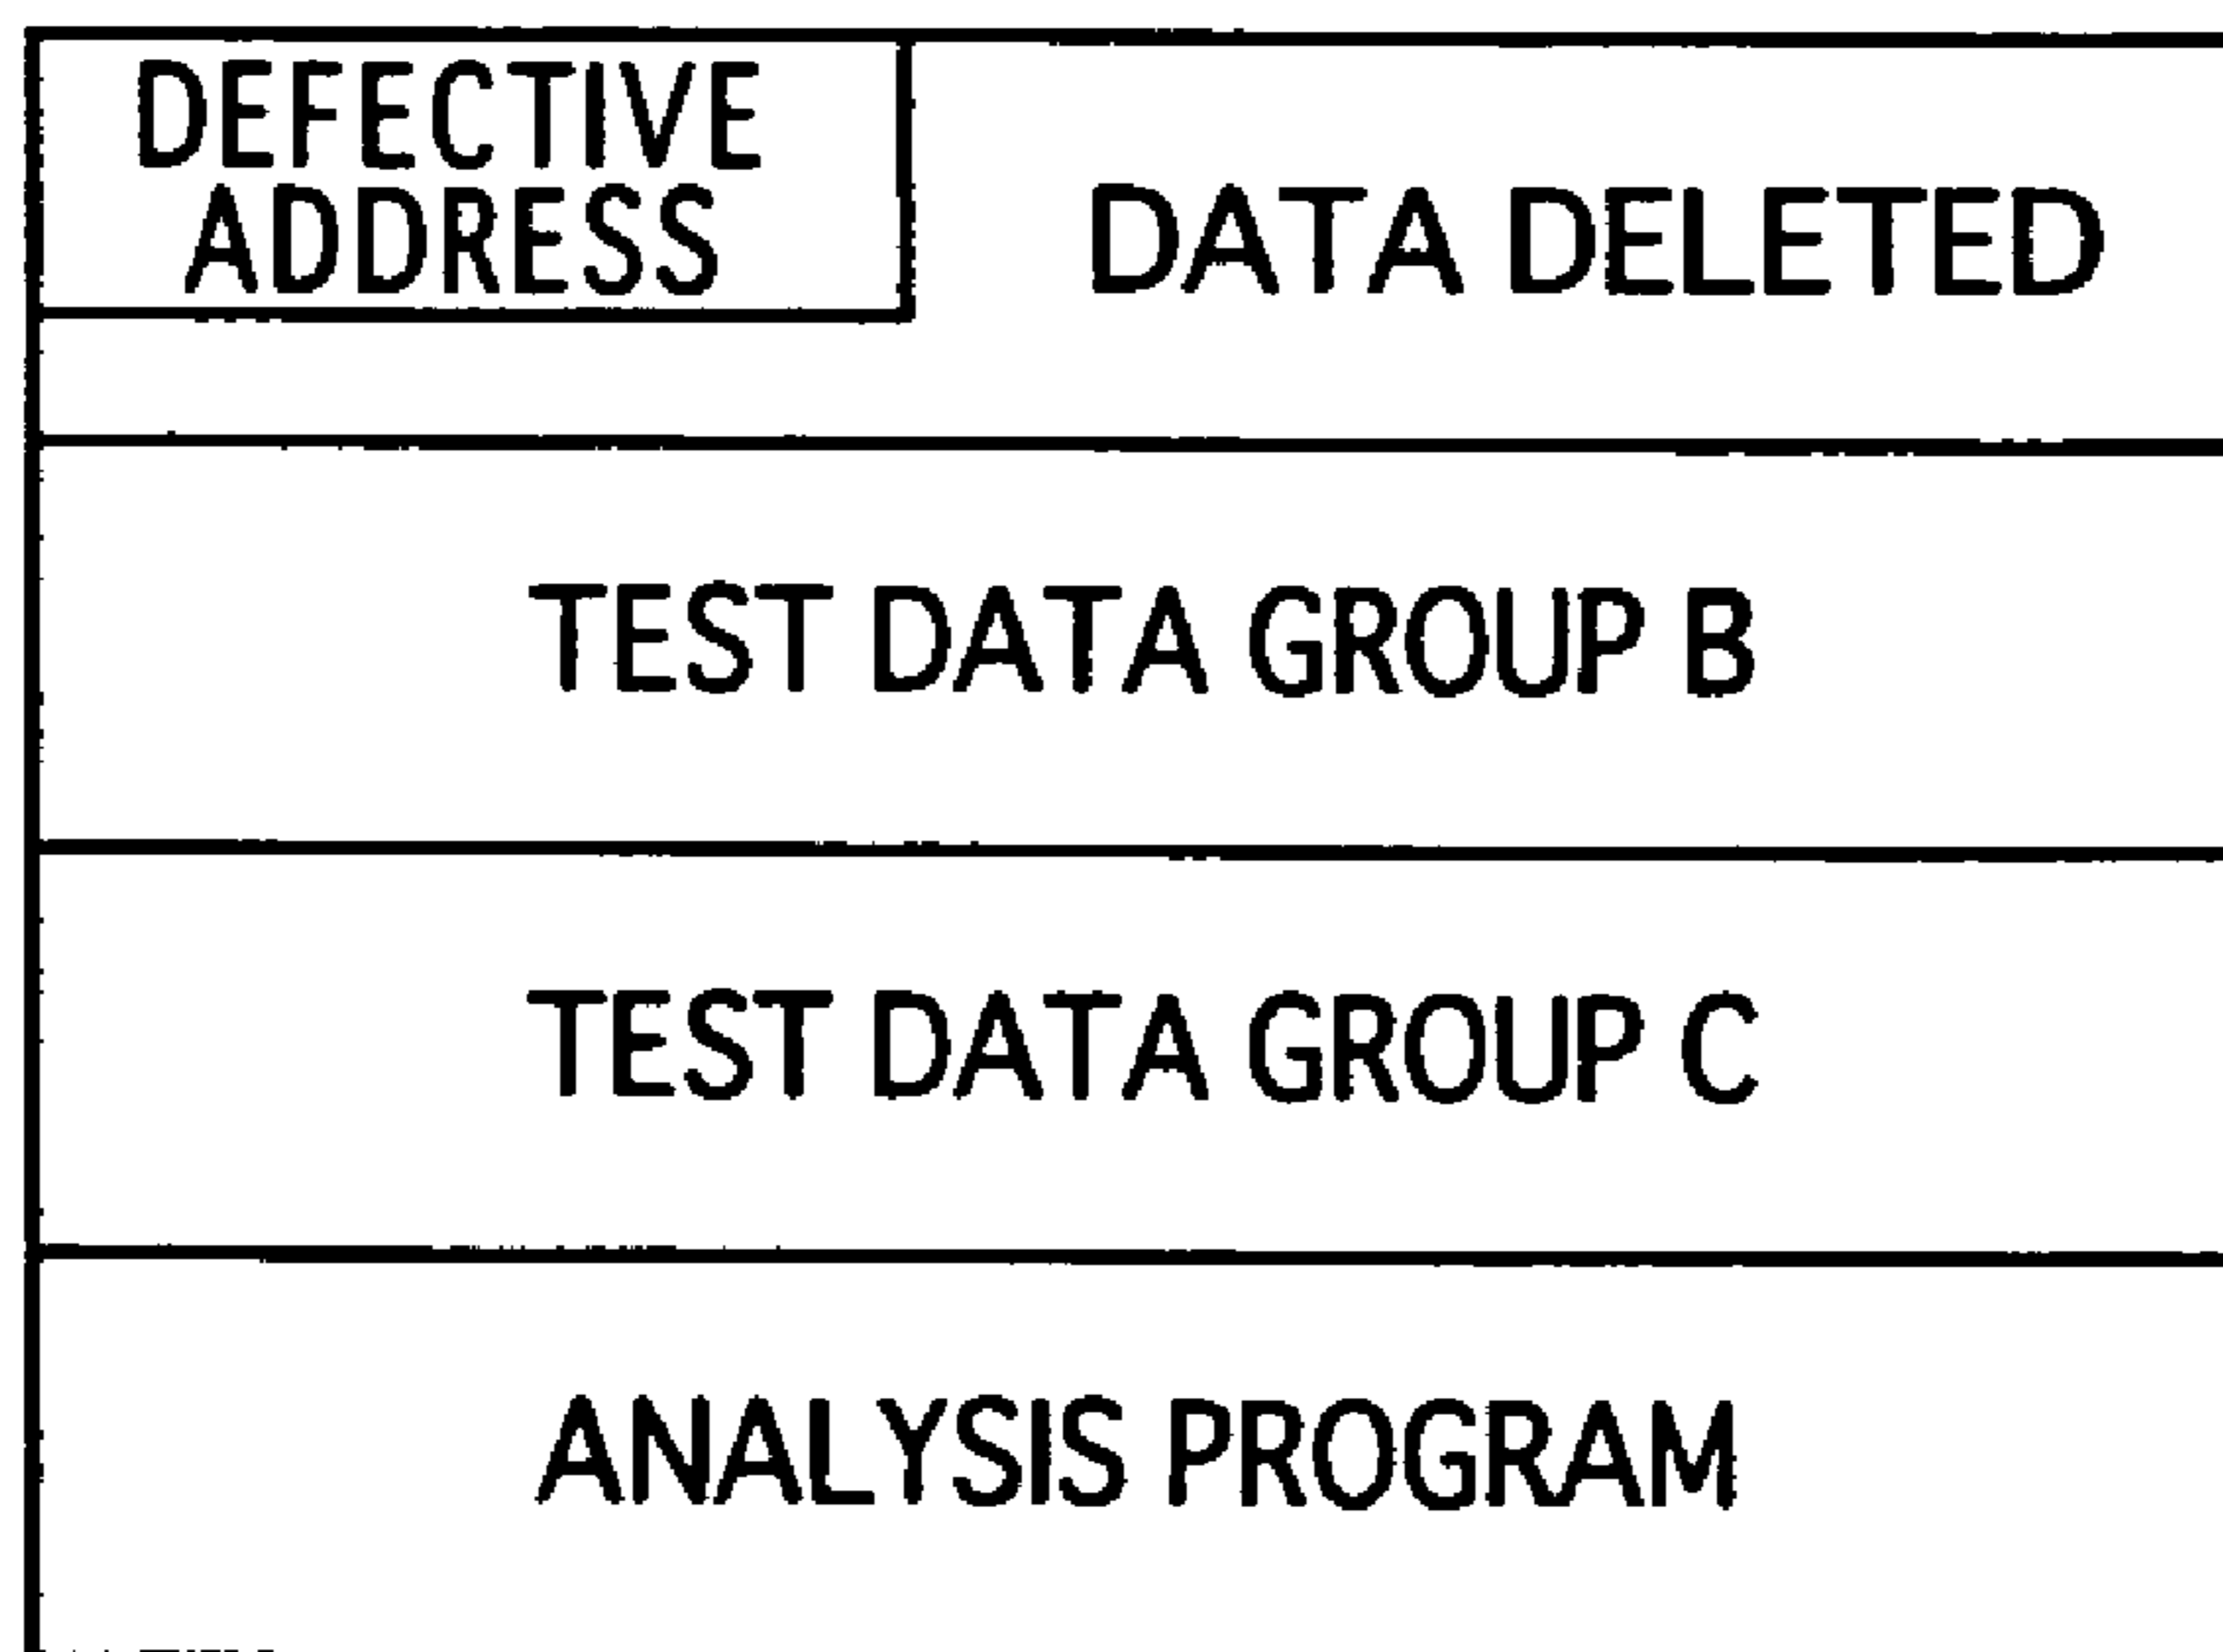 DEFECTIVE
ADDRESS
DATA DELETED
TEST DATA GROUP B
TEST DATA GROUP C
ANALYSIS PROGRAM